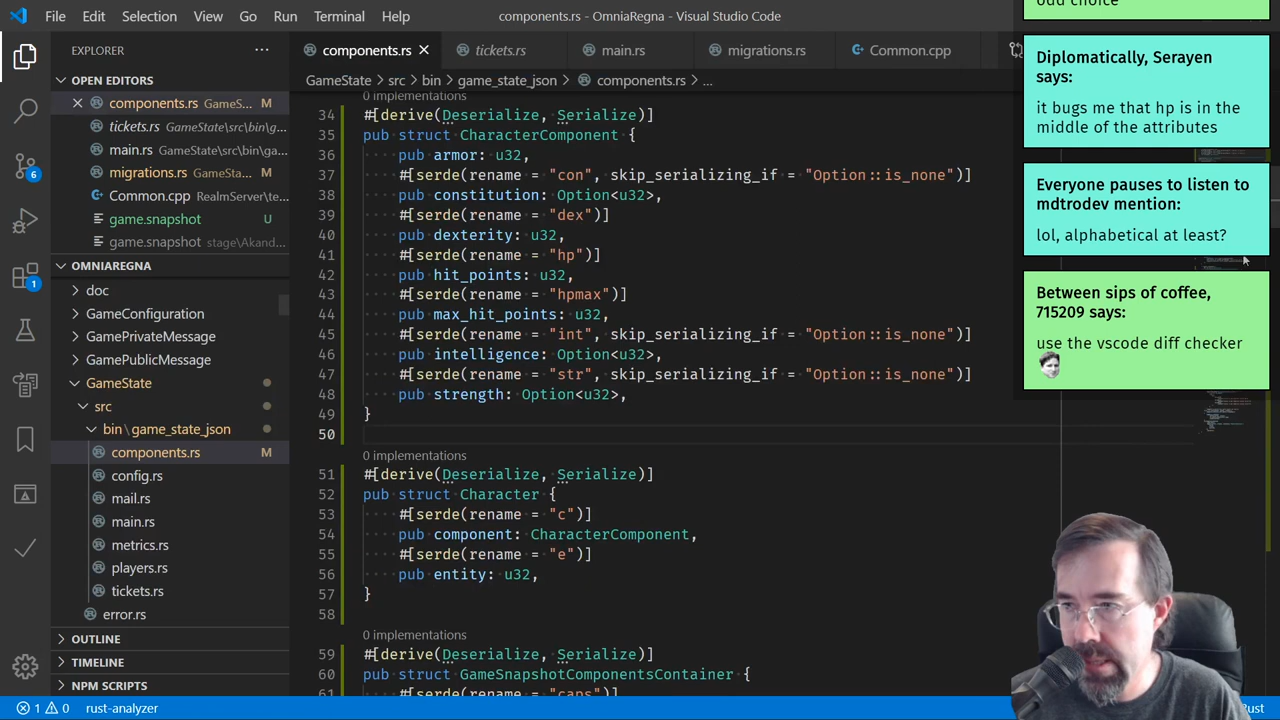 File Edit Selection View Go Run Terminal Help
components.rs - OmniaRegna - Visual Studio Code
EXPLORER
OPEN EDITORS
components.rs GameS... M
tickets.rs GameState\src\bin\g...
main.rs GameState\src\bin\ga...
migrations.rs GameSta... M
Common.cpp RealmServer\te...
game.snapshot U
game.snapshot stage\Akand...
OMNIAREGNA
doc
GameConfiguration
GamePrivateMessage
GamePublicMessage
GameState
src
bin\game_state_json
components.rs M
config.rs
mail.rs
main.rs
metrics.rs
players.rs
tickets.rs
error.rs
OUTLINE
TIMELINE
NPM SCRIPTS
6
1
components.rs tickets.rs main.rs migrations.rs Common.cpp
GameState > src > bin > game_state_json > components.rs > ...
0 implementations
34 #[derive(Deserialize, Serialize)]
35 pub struct CharacterComponent {
36 pub armor: u32,
37 #[serde(rename = "con", skip_serializing_if = "Option::is_none")]
38 pub constitution: Option<u32>,
39 #[serde(rename = "dex")]
40 pub dexterity: u32,
41 #[serde(rename = "hp")]
42 pub hit_points: u32,
43 #[serde(rename = "hpmax")]
44 pub max_hit_points: u32,
45 #[serde(rename = "int", skip_serializing_if = "Option::is_none")]
46 pub intelligence: Option<u32>,
47 #[serde(rename = "str", skip_serializing_if = "Option::is_none")]
48 pub strength: Option<u32>,
49 }
50
0 implementations
51 #[derive(Deserialize, Serialize)]
52 pub struct Character {
53 #[serde(rename = "c")]
54 pub component: CharacterComponent,
55 #[serde(rename = "e")]
56 pub entity: u32,
57 }
58
0 implementations
59 #[derive(Deserialize, Serialize)]
60 pub struct GameSnapshotComponentsContainer {
61 #[serde(rename = "caps")]
odd choice
Diplomatically, Serayen
says:
it bugs me that hp is in the
middle of the attributes
Everyone pauses to listen to
mdtrodev mention:
lol, alphabetical at least?
Between sips of coffee,
715209 says:
use the vscode diff checker
1 0 rust-analyzer
Rust